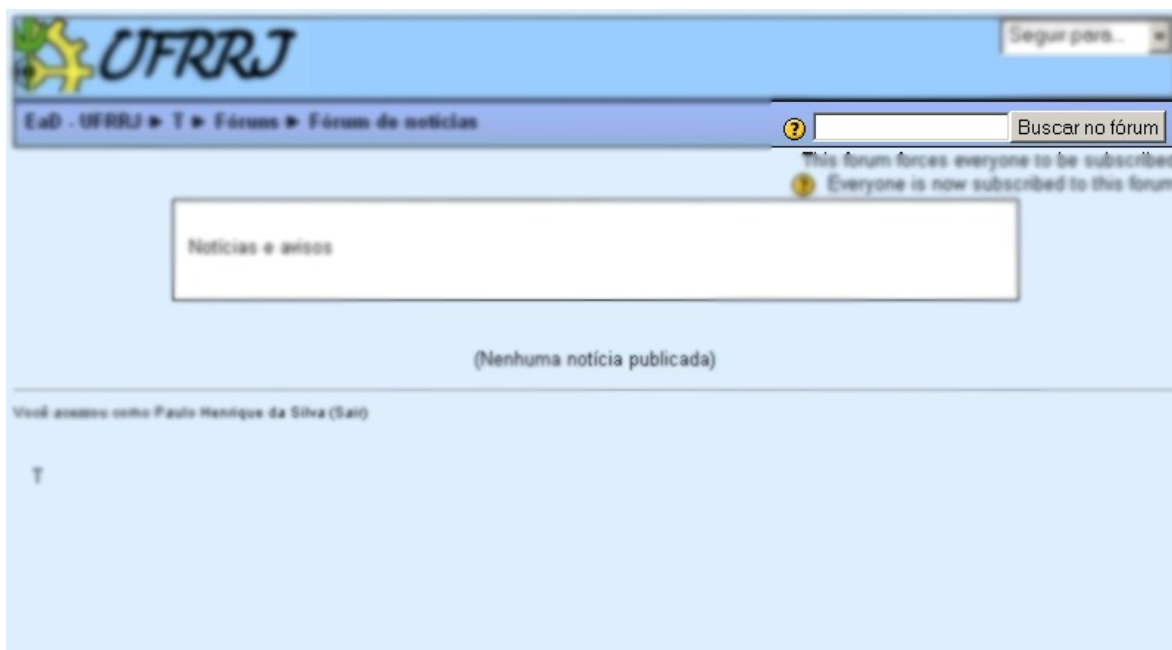 UFRRJ
Seguir para...
EaD - UFRRJ ► T ► Fóruns ► Fórum de notícias
Buscar no fórum
This forum forces everyone to be subscribed
Everyone is now subscribed to this forum
Notícias e avisos
(Nenhuma notícia publicada)
Você acessou como Paulo Henrique da Silva (Sair)
T